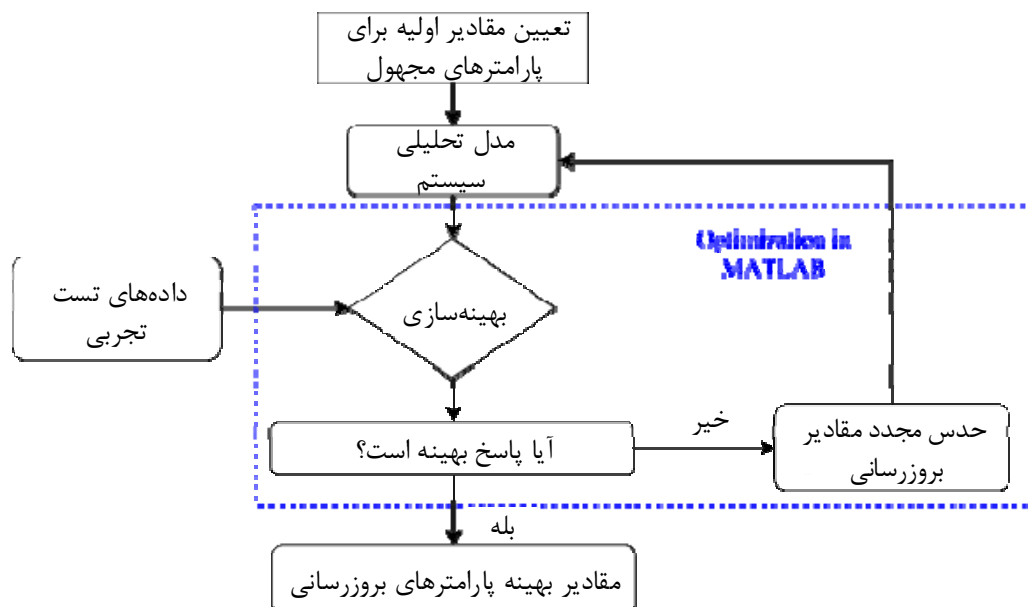 تعیین مقادیر اولیه برای
پارامترهای مجهول
مدل تحلیلی
سیستم
Optimization in
MATLAB
داده‌های تست
تجربی
بهینه‌سازی
آیا پاسخ بهینه است؟
خیر
حدس مجدد مقادیر
بروزرسانی
بله
مقادیر بهینه پارامترهای بروزرسانی